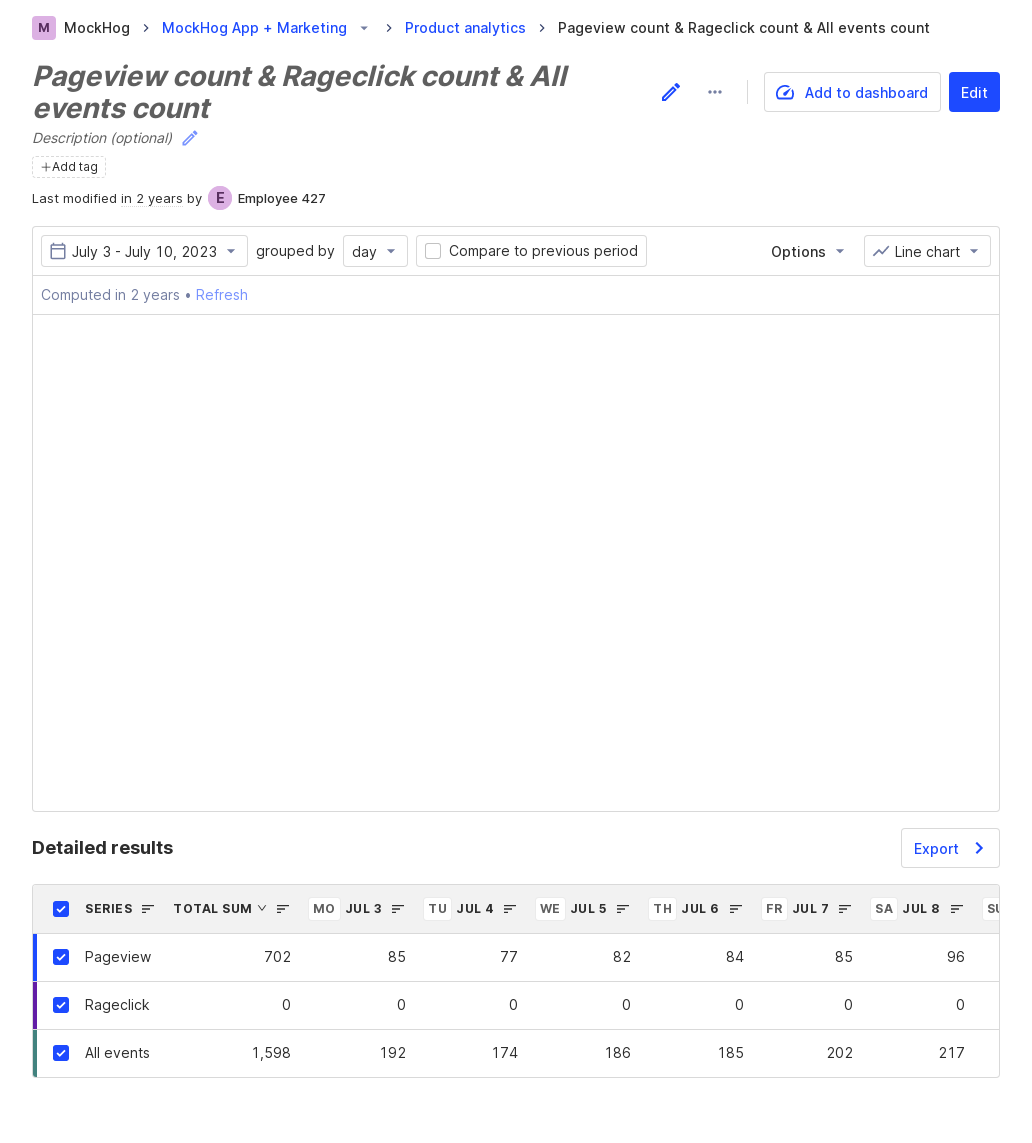 M MockHog MockHog App + Marketing Product analytics Pageview count & Rageclick count & All events count
Pageview count & Rageclick count & All
events count
Add to dashboard Edit
Description (optional)
Add tag
Last modified in 2 years by E Employee 427
July 3 - July 10, 2023 grouped by day Compare to previous period Options Line chart
Computed in 2 years • Refresh
Detailed results Export
SERIES TOTAL SUM MO JUL 3 TU JUL 4 WE JUL 5 TH JUL 6 FR JUL 7 SA JUL 8
Pageview 702 85 77 82 84 85 96
Rageclick 0 0 0 0 0 0 0
All events 1,598 192 174 186 185 202 217